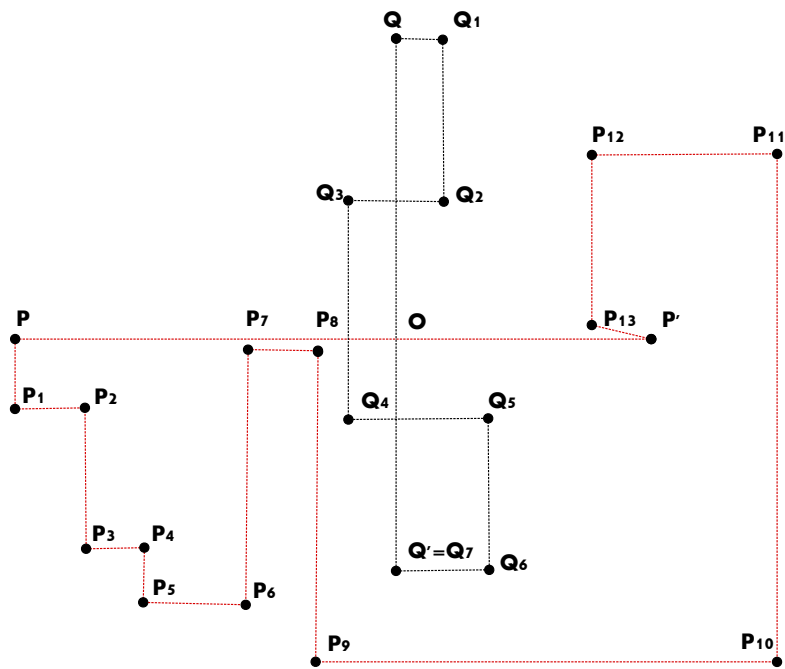 Q Q₁
P₁₂ P₁₁
Q₃ Q₂
P P₇ P₈ O P₁₃ P'
P₁ P₂ Q₄ Q₅
P₃ P₄
P₅ P₆ Q'=Q₇ Q₆
P₉ P₁₀